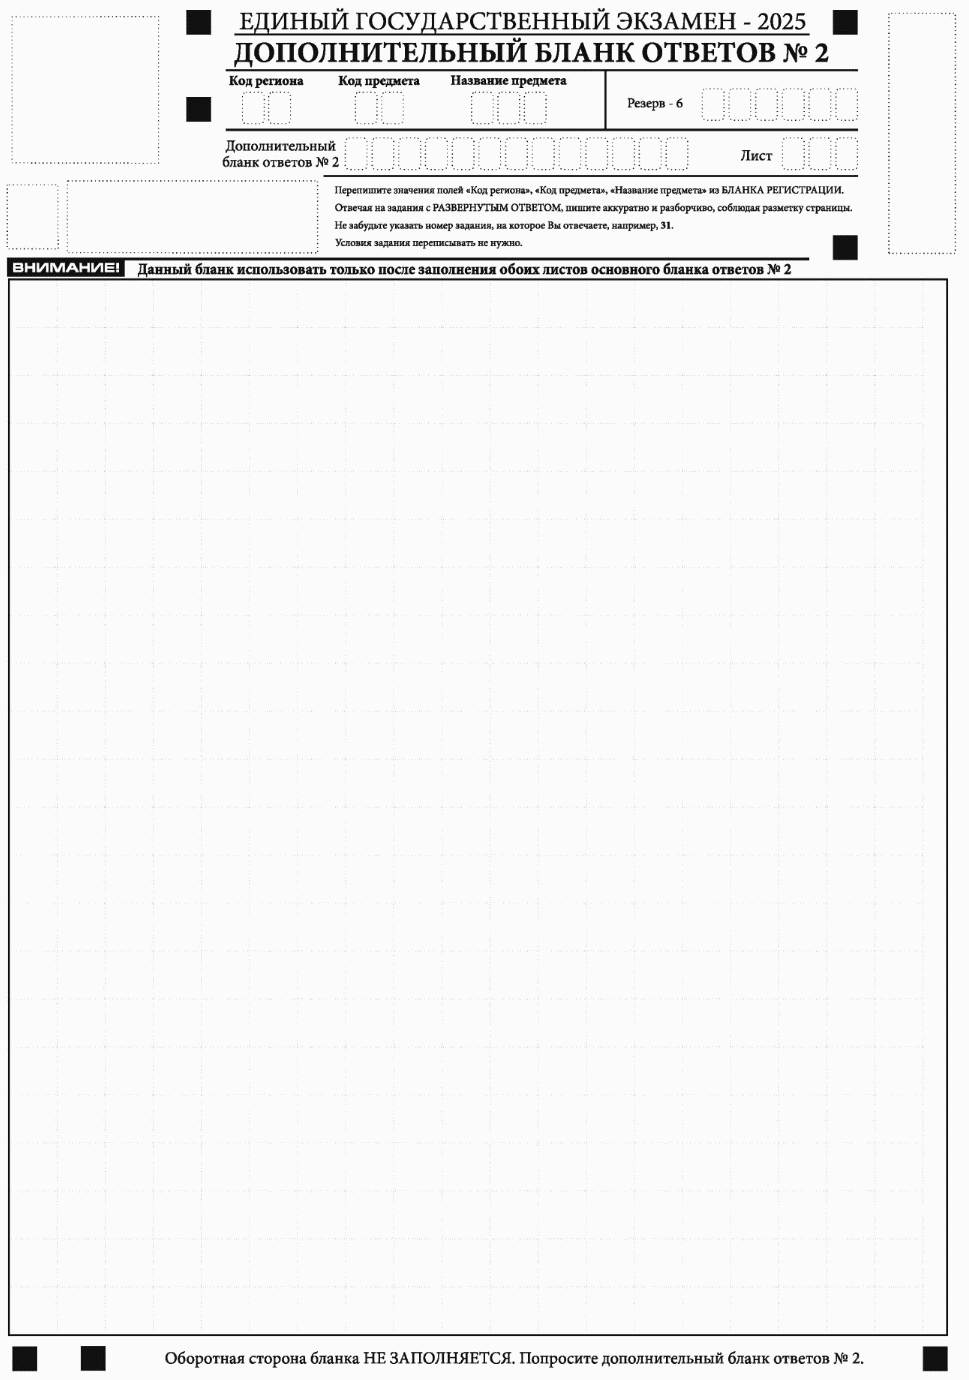 ЕДИНЫЙ ГОСУДАРСТВЕННЫЙ ЭКЗАМЕН - 2025
ДОПОЛНИТЕЛЬНЫЙ БЛАНК ОТВЕТОВ № 2
Код региона Код предмета Название предмета
Резерв - 6
Дополнительный
бланк ответов № 2
Лист
Перепишите значения полей «Код региона», «Код предмета», «Название предмета» из БЛАНКА РЕГИСТРАЦИИ.
Отвечая на задания с РАЗВЕРНУТЫМ ОТВЕТОМ, пишите аккуратно и разборчиво, соблюдая разметку страницы.
Не забудьте указать номер задания, на которое Вы отвечаете, например, 31.
Условия задания переписывать не нужно.
ВНИМАНИЕ! Данный бланк использовать только после заполнения обоих листов основного бланка ответов № 2
Оборотная сторона бланка НЕ ЗАПОЛНЯЕТСЯ. Попросите дополнительный бланк ответов № 2.